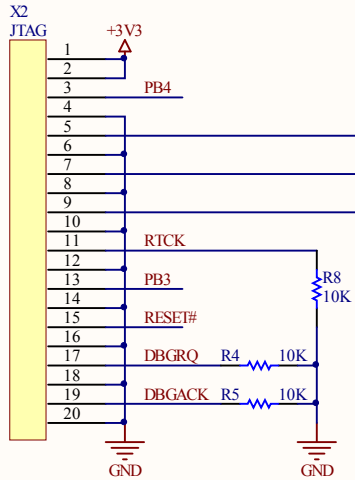 X2
JTAG
+3V3
1
2
3 PB4
4
5
6
7
8
9
10
11 RTCK
12
R8
13 PB3
10K
14
15 RESET#
16
17 DBGRQ R4 10K
18
19 DBGACK R5 10K
20
GND GND